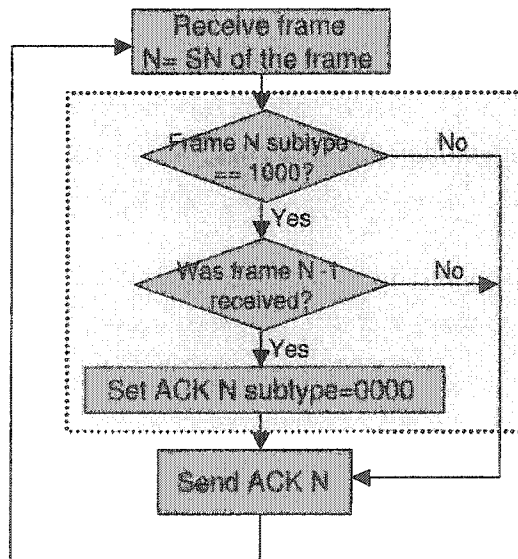 Receive frame
N= SN of the frame
Frame N subtype
== 1000?
No
Yes
Was frame N-1
received?
No
Yes
Set ACK N subtype=0000
Send ACK N